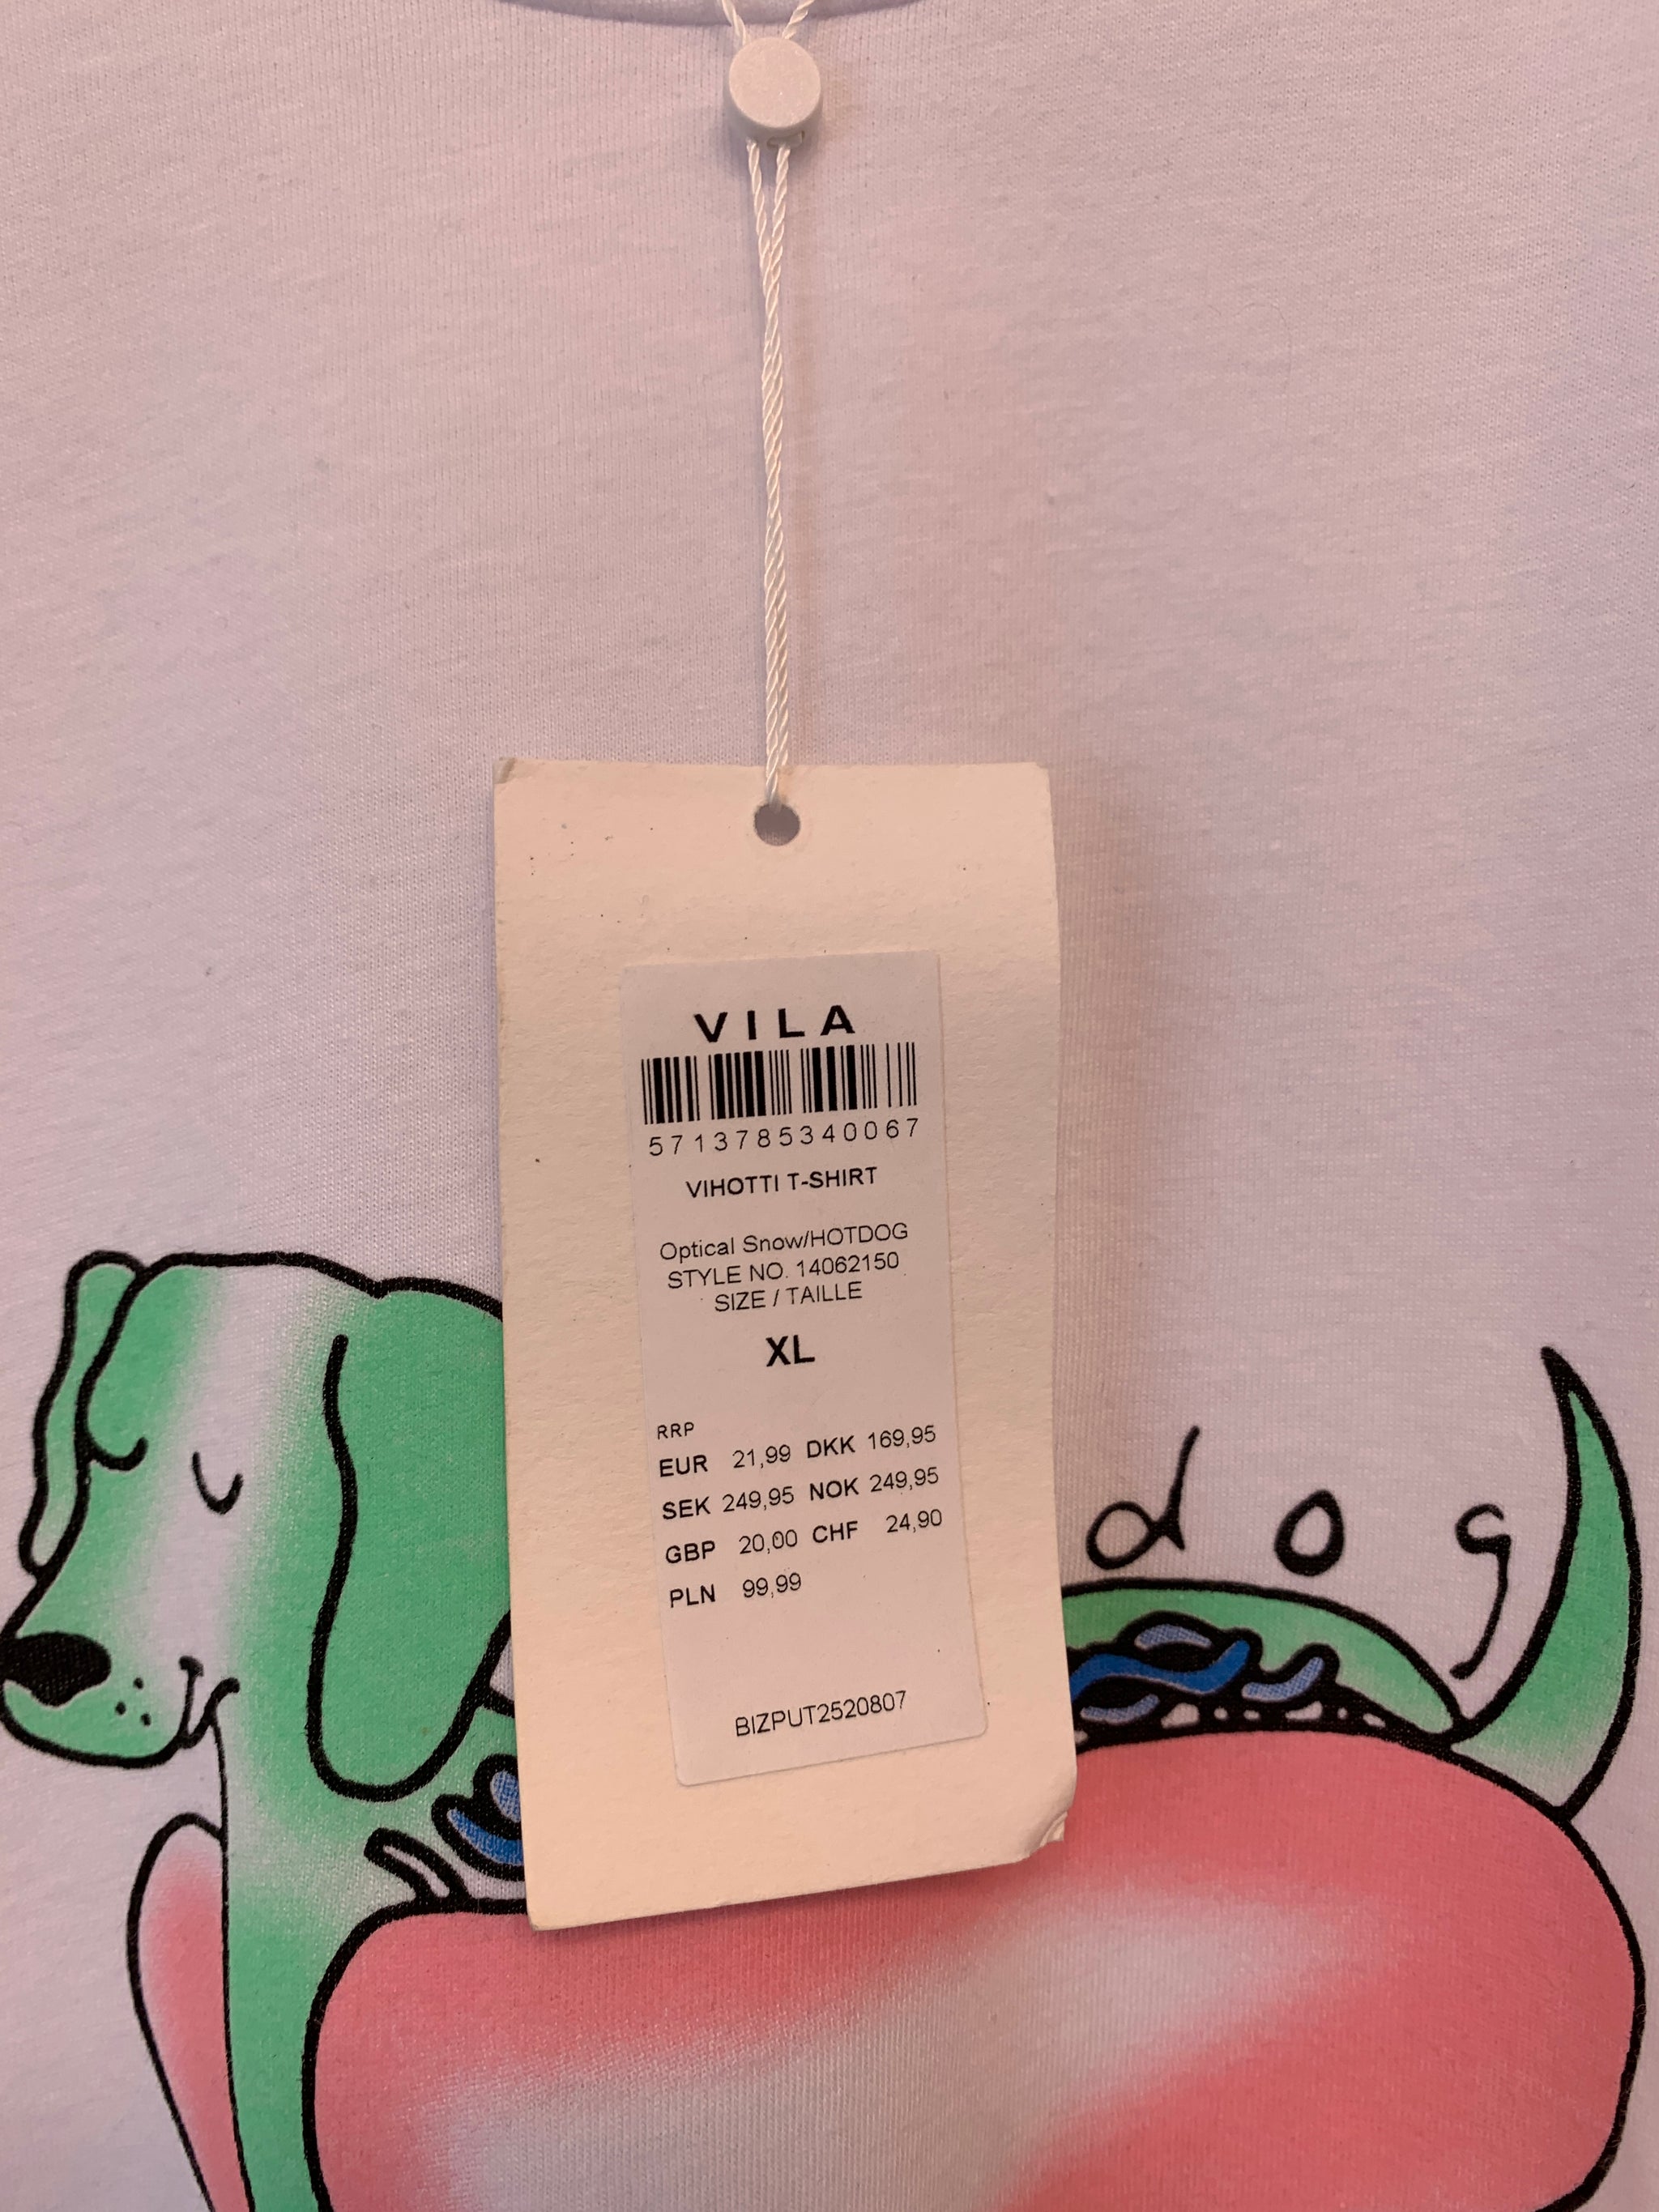 VILA
5713785340067
VIHOTTI T-SHIRT
Optical Snow/HOTDOG
STYLE NO. 14062150
SIZE / TAILLE
XL
RRP
EUR 21,99 DKK 169,95
SEK 249,95 NOK 249,95
GBP 20,00 CHF 24,90
PLN 99,99
BIZPUT2520807
dog